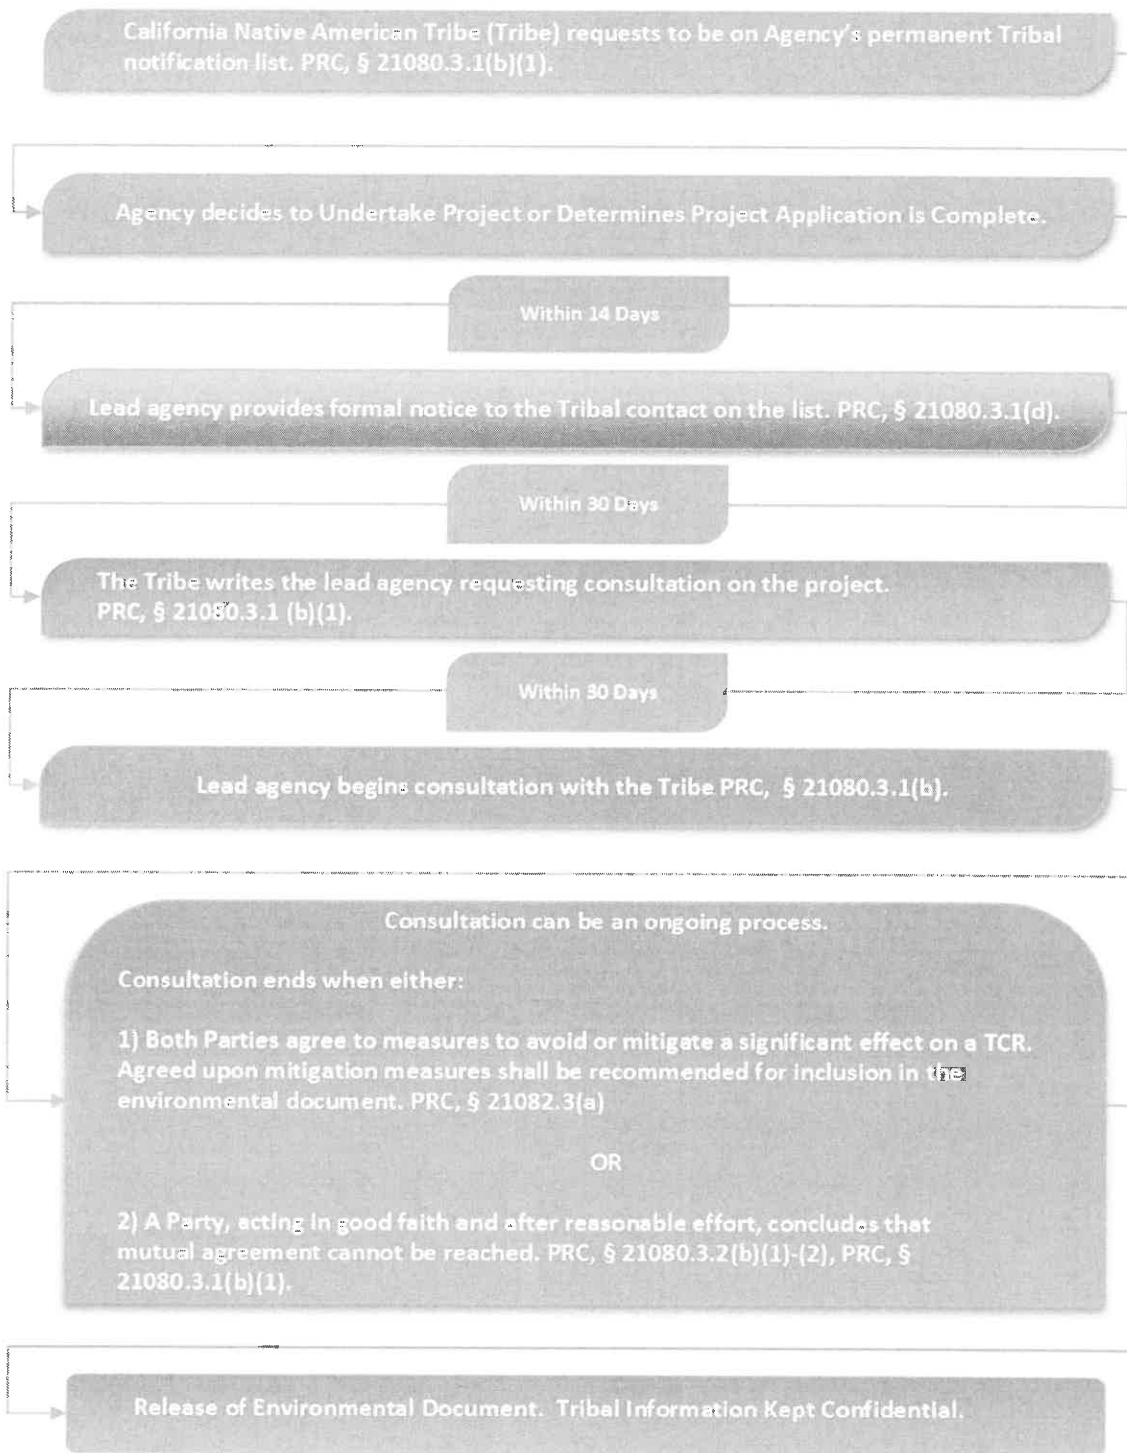 California Native American Tribe (Tribe) requests to be on Agency's permanent Tribal
notification list. PRC, § 21080.3.1(b)(1).
Agency decides to Undertake Project or Determines Project Application is Complete.
Within 14 Days
Lead agency provides formal notice to the Tribal contact on the list. PRC, § 21080.3.1(d).
Within 30 Days
The Tribe writes the lead agency requesting consultation on the project.
PRC, § 21080.3.1 (b)(1).
Within 30 Days
Lead agency begins consultation with the Tribe PRC, § 21080.3.1(b).
Consultation can be an ongoing process.
Consultation ends when either:
1) Both Parties agree to measures to avoid or mitigate a significant effect on a TCR.
Agreed upon mitigation measures shall be recommended for inclusion in the
environmental document. PRC, § 21082.3(a)
OR
2) A Party, acting in good faith and after reasonable effort, concludes that
mutual agreement cannot be reached. PRC, § 21080.3.2(b)(1)-(2), PRC, §
21080.3.1(b)(1).
Release of Environmental Document. Tribal Information Kept Confidential.